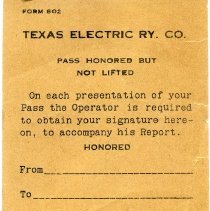 FORM 802
TEXAS ELECTRIC RY. CO.
PASS HONORED BUT
NOT LIFTED
On each presentation of your
Pass the Operator is required
to obtain your signature here-
on, to accompany his Report.
HONORED
From
To